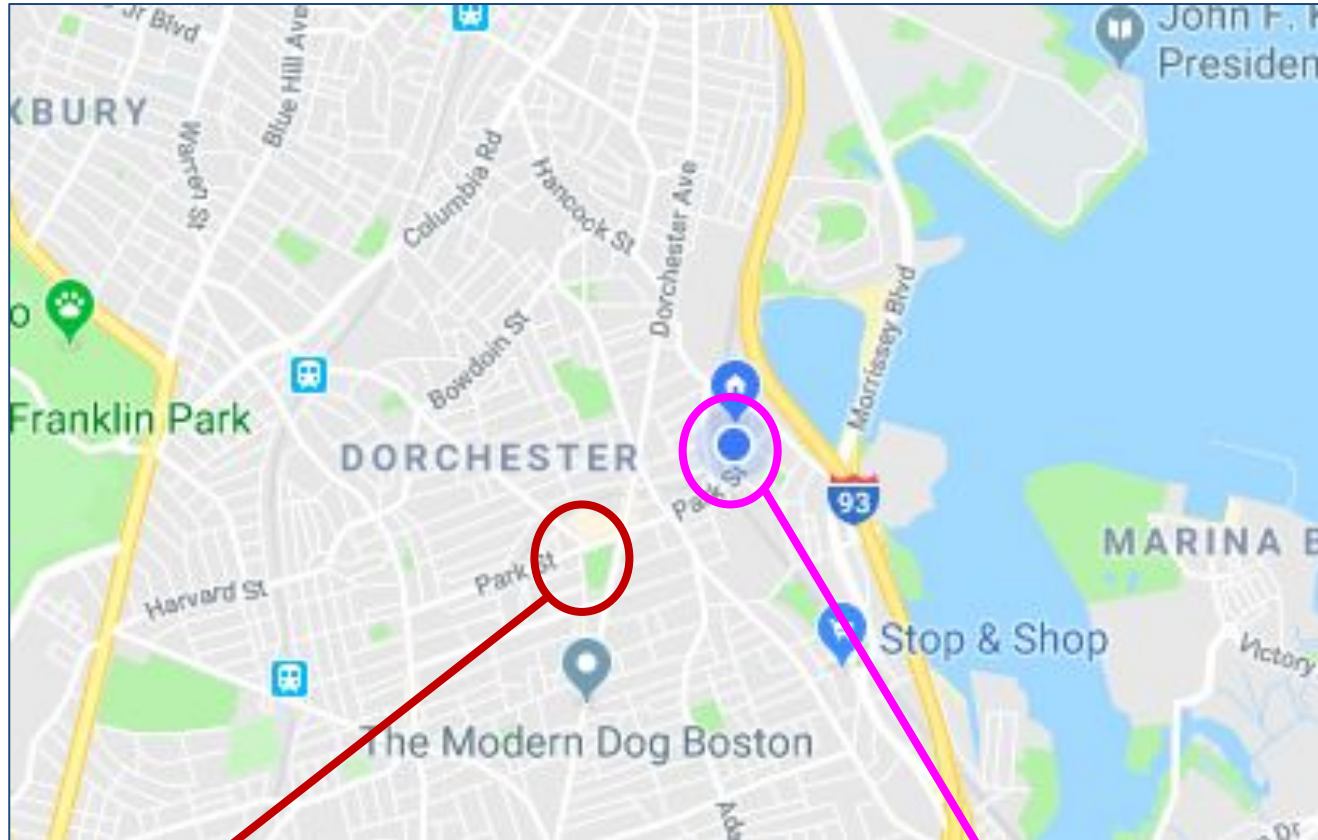 Jr Blvd
John F. K
Presiden
XBURY
Blue Hill Ave
Warren St
Columbia Rd
Hancock St
Dorchester Ave
Morrissey Blvd
o
Franklin Park
Bowdoin St
DORCHESTER
Park St
93
MARINA B
Park St
Harvard St
Stop & Shop
Victory
The Modern Dog Boston
Ada
Dr